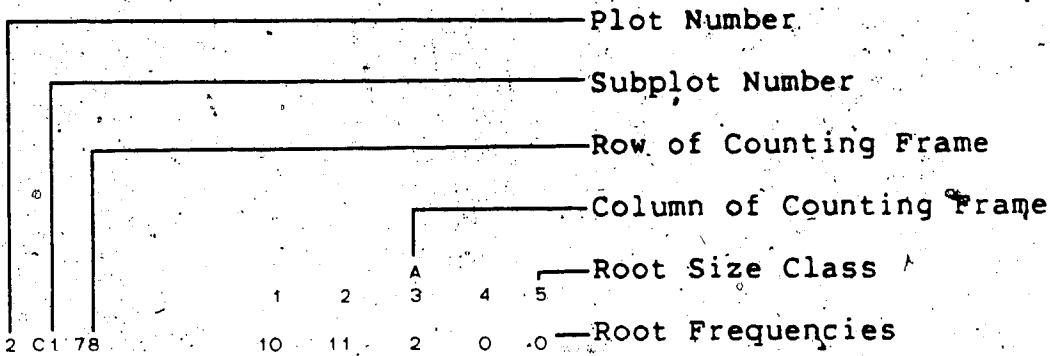 Plot Number
Subplot Number
Row of Counting Frame
Column of Counting Frame
A
Root Size Class
1 2 3 4 5
2 C1 78 10 11 2 0 0 Root Frequencies